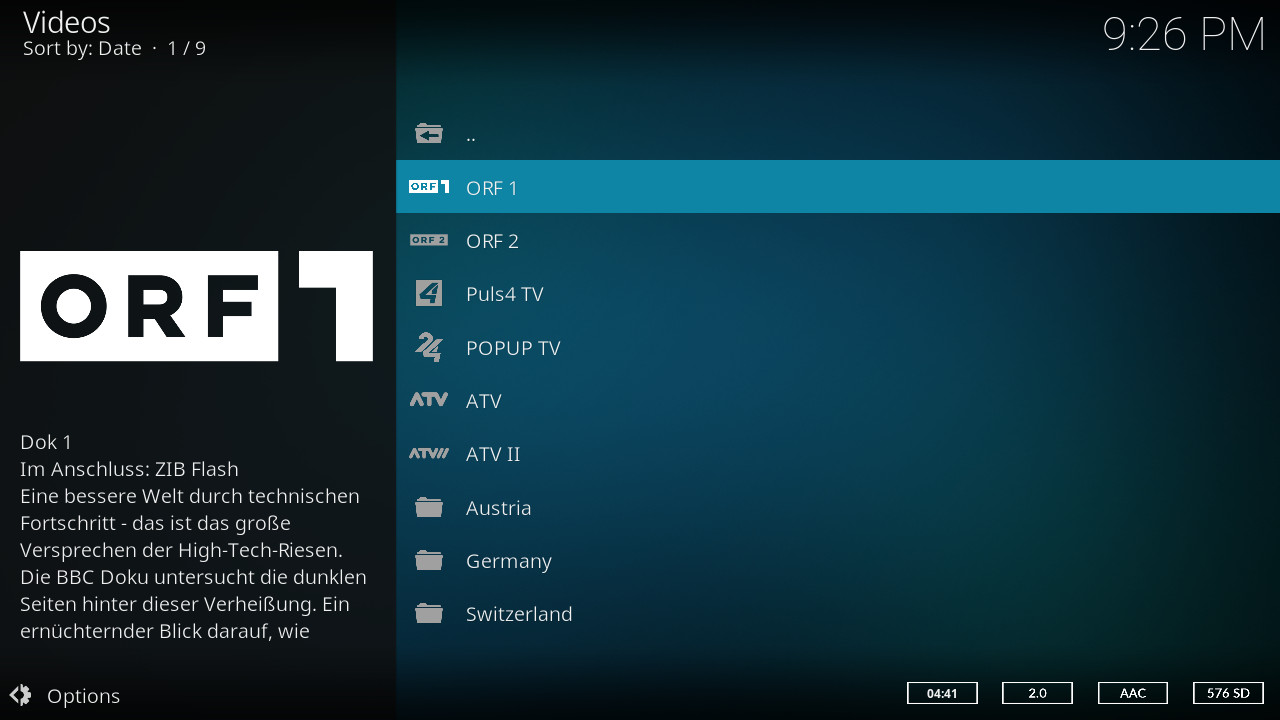 Videos
Sort by: Date · 1 / 9
9:26 PM
..
ORF 1
ORF 1
ORF 2
ORF 2
4
Puls4 TV
24
POPUP TV
ATV
ATV
ATVII
ATV II
Austria
Germany
Switzerland
ORF 1
Dok 1
Im Anschluss: ZIB Flash
Eine bessere Welt durch technischen
Fortschritt - das ist das große
Versprechen der High-Tech-Riesen.
Die BBC Doku untersucht die dunklen
Seiten hinter dieser Verheißung. Ein
ernüchternder Blick darauf, wie
Options
04:41
2.0
AAC
576 SD